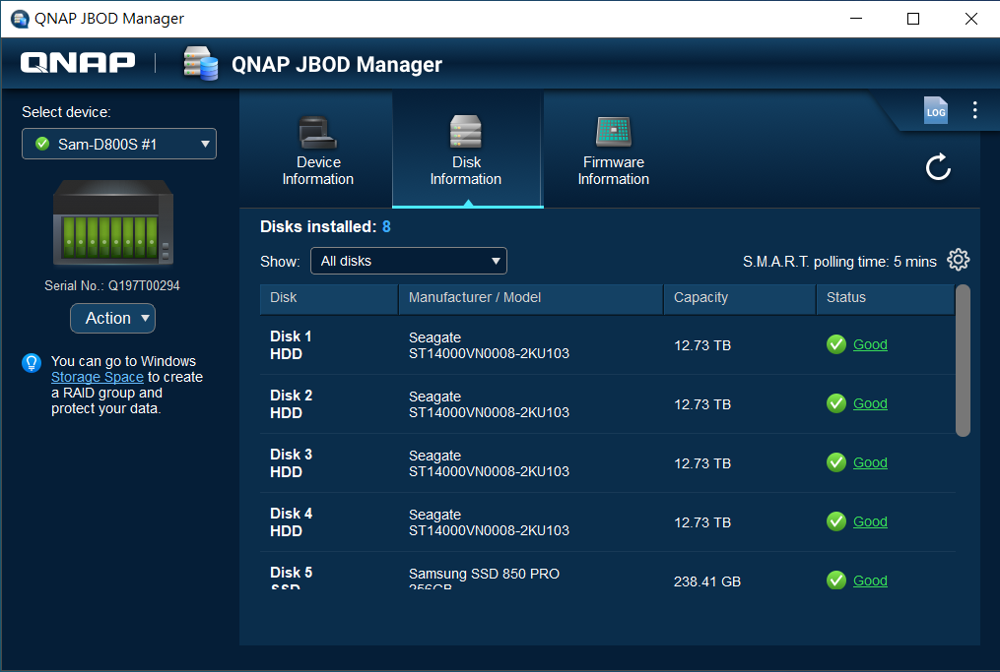 QNAP JBOD Manager
QNAP
QNAP JBOD Manager
Select device:
Sam-D800S #1
Serial No.: Q197T00294
Action
You can go to Windows
Storage Space to create
a RAID group and
protect your data.
LOG
Device
Information
Disk
Information
Firmware
Information
Disks installed: 8
Show: All disks
S.M.A.R.T. polling time: 5 mins
Disk Manufacturer / Model Capacity Status
Disk 1
HDD
Seagate
ST14000VN0008-2KU103
12.73 TB
Good
Disk 2
HDD
Seagate
ST14000VN0008-2KU103
12.73 TB
Good
Disk 3
HDD
Seagate
ST14000VN0008-2KU103
12.73 TB
Good
Disk 4
HDD
Seagate
ST14000VN0008-2KU103
12.73 TB
Good
Disk 5
SSD
Samsung SSD 850 PRO
256GB
238.41 GB
Good